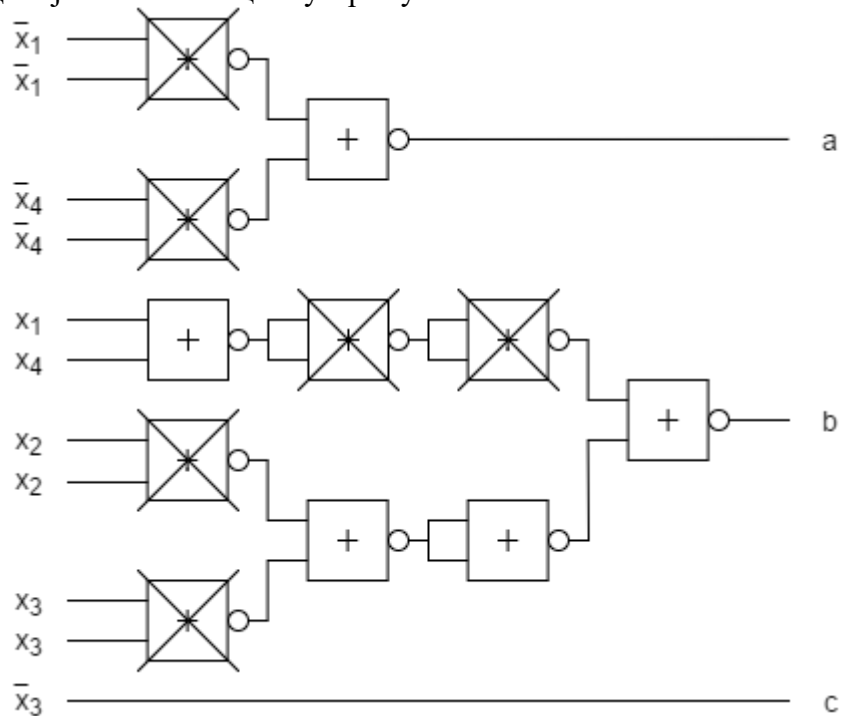 x̄₁
*
x̄₁
+
a
x̄₄
*
x̄₄
x₁
+
*
*
x₄
+
b
x₂
*
x₂
+
+
x₃
*
x₃
x̄₃
c